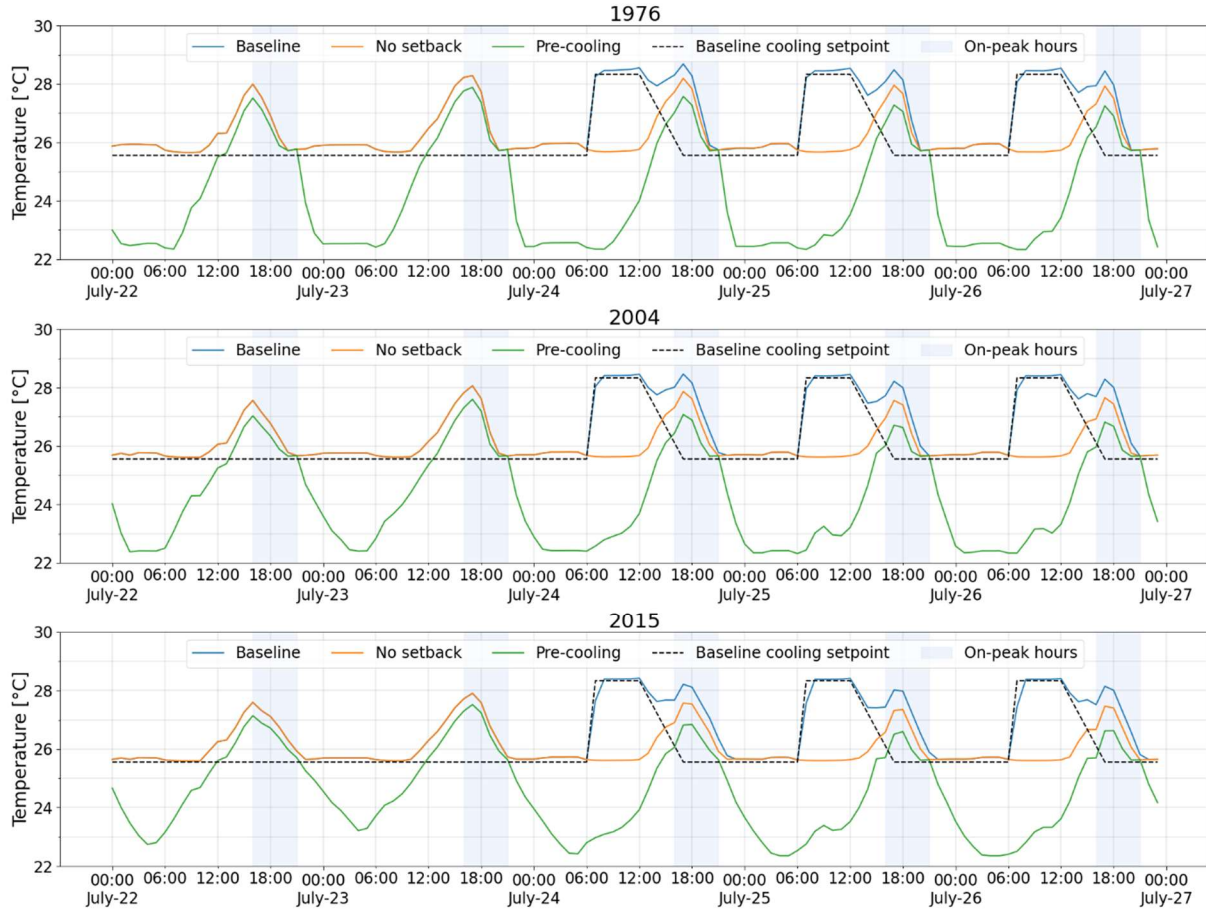 1976
Baseline No setback Pre-cooling Baseline cooling setpoint On-peak hours
Temperature [°C]
30
28
26
24
22
00:00 06:00 12:00 18:00 00:00 06:00 12:00 18:00 00:00 06:00 12:00 18:00 00:00 06:00 12:00 18:00 00:00 06:00 12:00 18:00 00:00
July-22 July-23 July-24 July-25 July-26 July-27
2004
Baseline No setback Pre-cooling Baseline cooling setpoint On-peak hours
Temperature [°C]
30
28
26
24
22
00:00 06:00 12:00 18:00 00:00 06:00 12:00 18:00 00:00 06:00 12:00 18:00 00:00 06:00 12:00 18:00 00:00 06:00 12:00 18:00 00:00
July-22 July-23 July-24 July-25 July-26 July-27
2015
Baseline No setback Pre-cooling Baseline cooling setpoint On-peak hours
Temperature [°C]
30
28
26
24
22
00:00 06:00 12:00 18:00 00:00 06:00 12:00 18:00 00:00 06:00 12:00 18:00 00:00 06:00 12:00 18:00 00:00 06:00 12:00 18:00 00:00
July-22 July-23 July-24 July-25 July-26 July-27